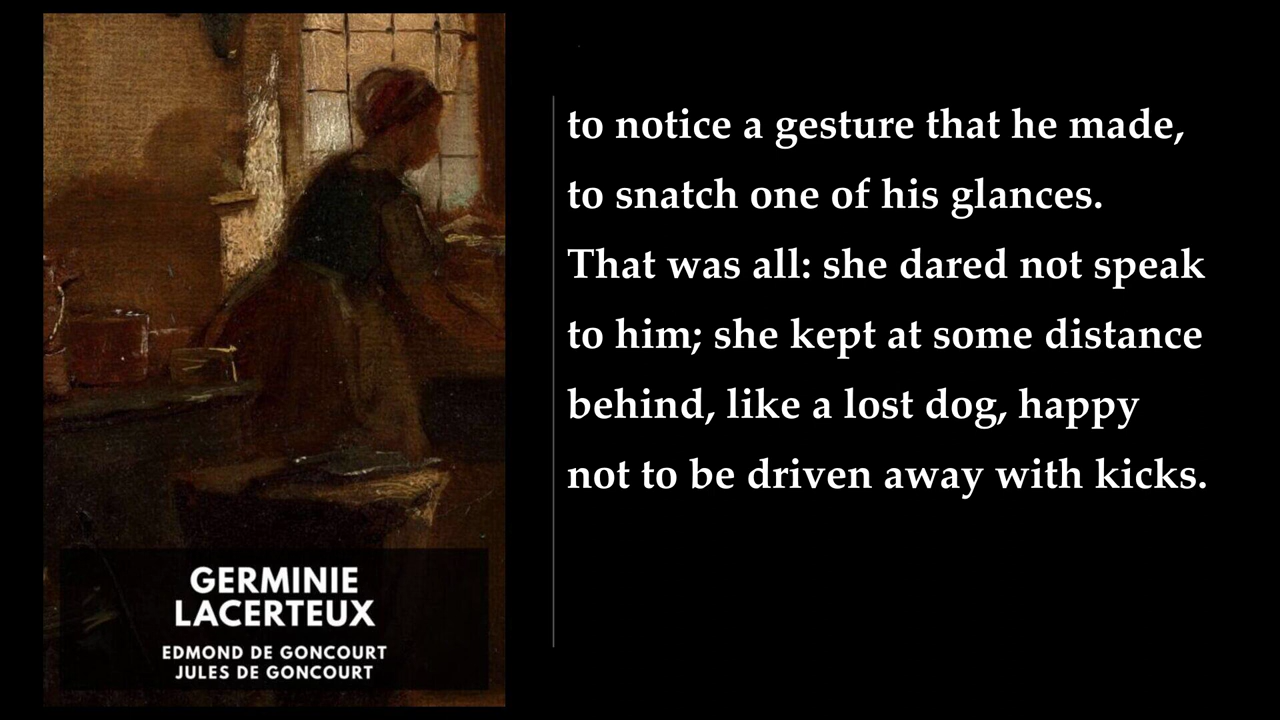 to notice a gesture that he made,
to snatch one of his glances.
That was all: she dared not speak
to him; she kept at some distance
behind, like a lost dog, happy
not to be driven away with kicks.
GERMINIE
LACERTEUX
EDMOND DE GONCOURT
JULES DE GONCOURT